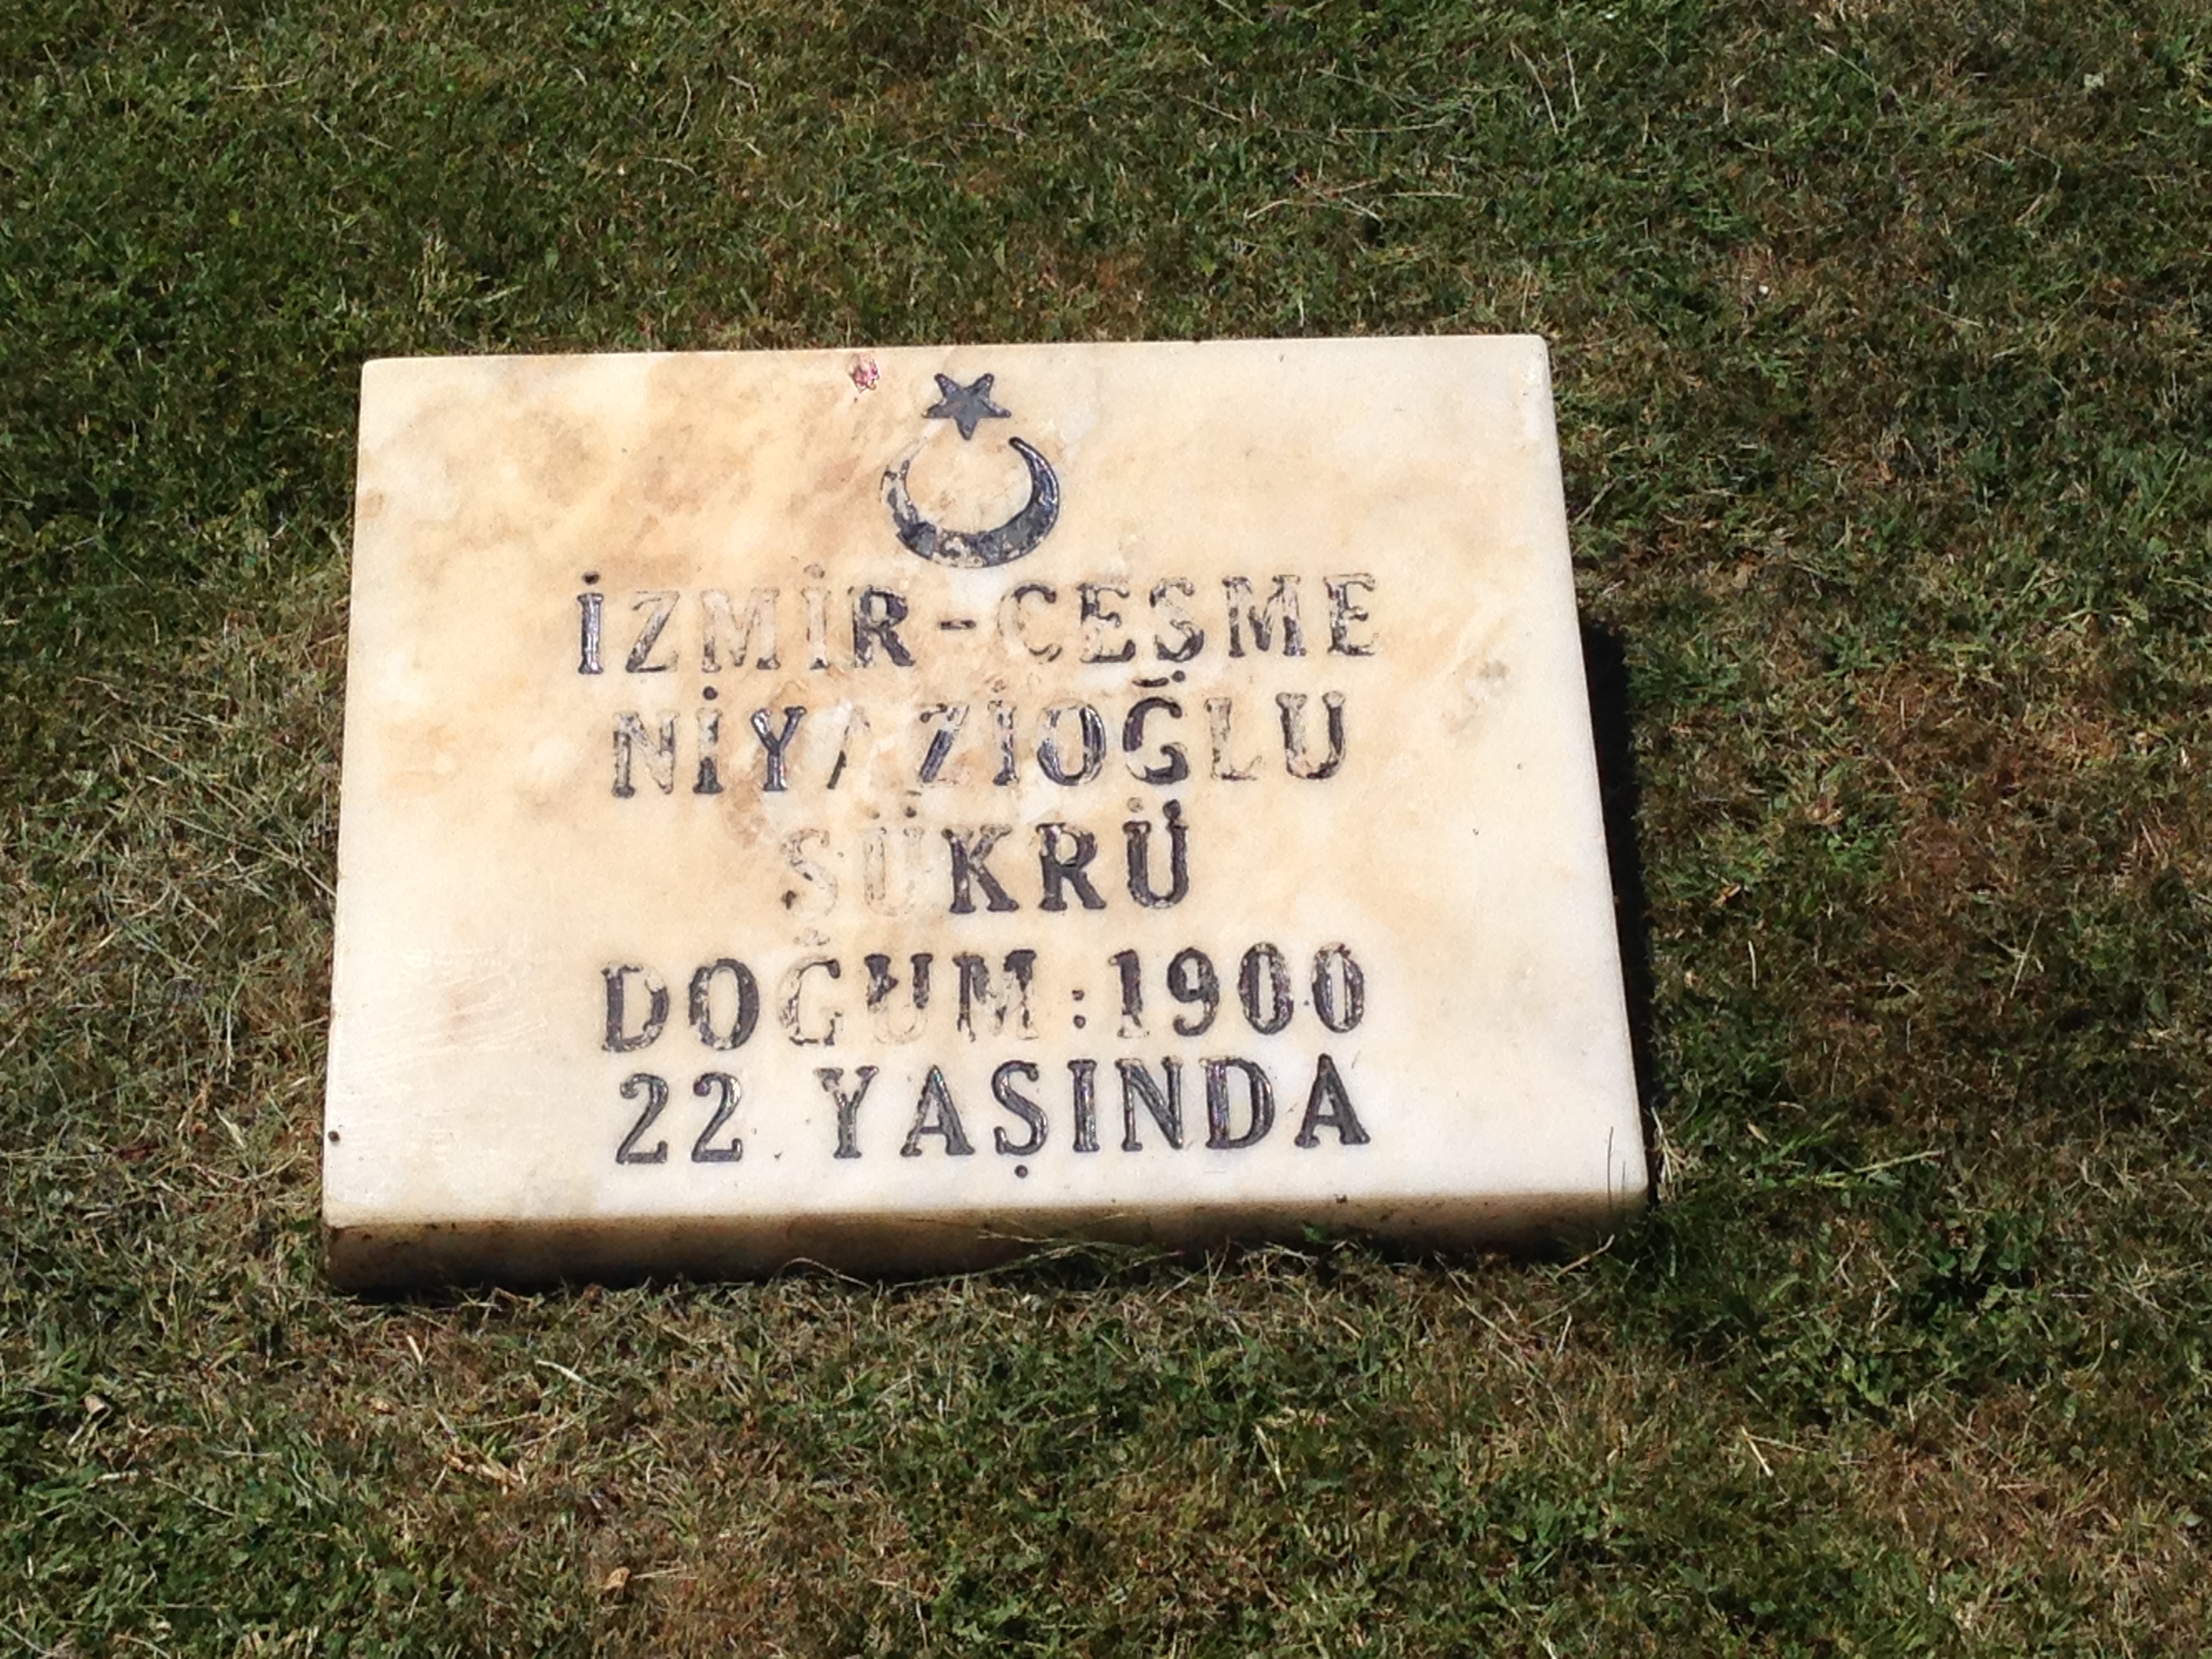 İZMİR-ÇEŞME
NİYAZİOĞLU
ŞÜKRÜ
DOĞUM:1900
22 YAŞINDA